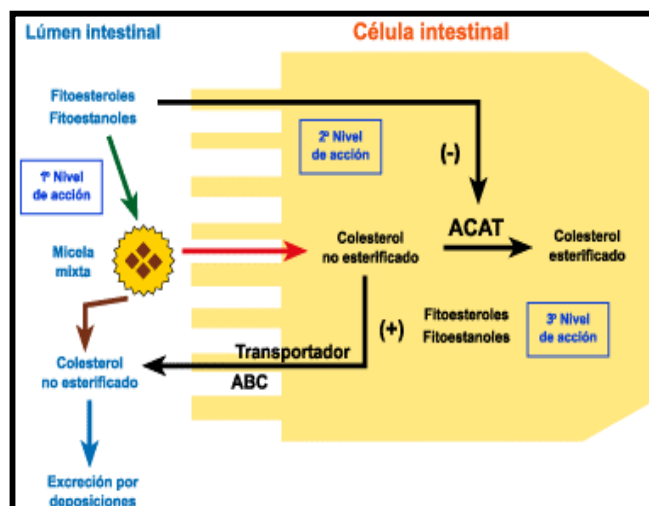 Lúmen intestinal
Célula intestinal
Fitoesteroles
Fitoestanoles
1º Nivel
de acción
2º Nivel
de acción
(-)
Micela
mixta
Colesterol
no esterificado
ACAT
Colesterol
esterificado
(+)
Fitoesteroles
Fitoestanoles
3º Nivel
de acción
Transportador
ABC
Colesterol
no esterificado
Excreción por
deposiciones